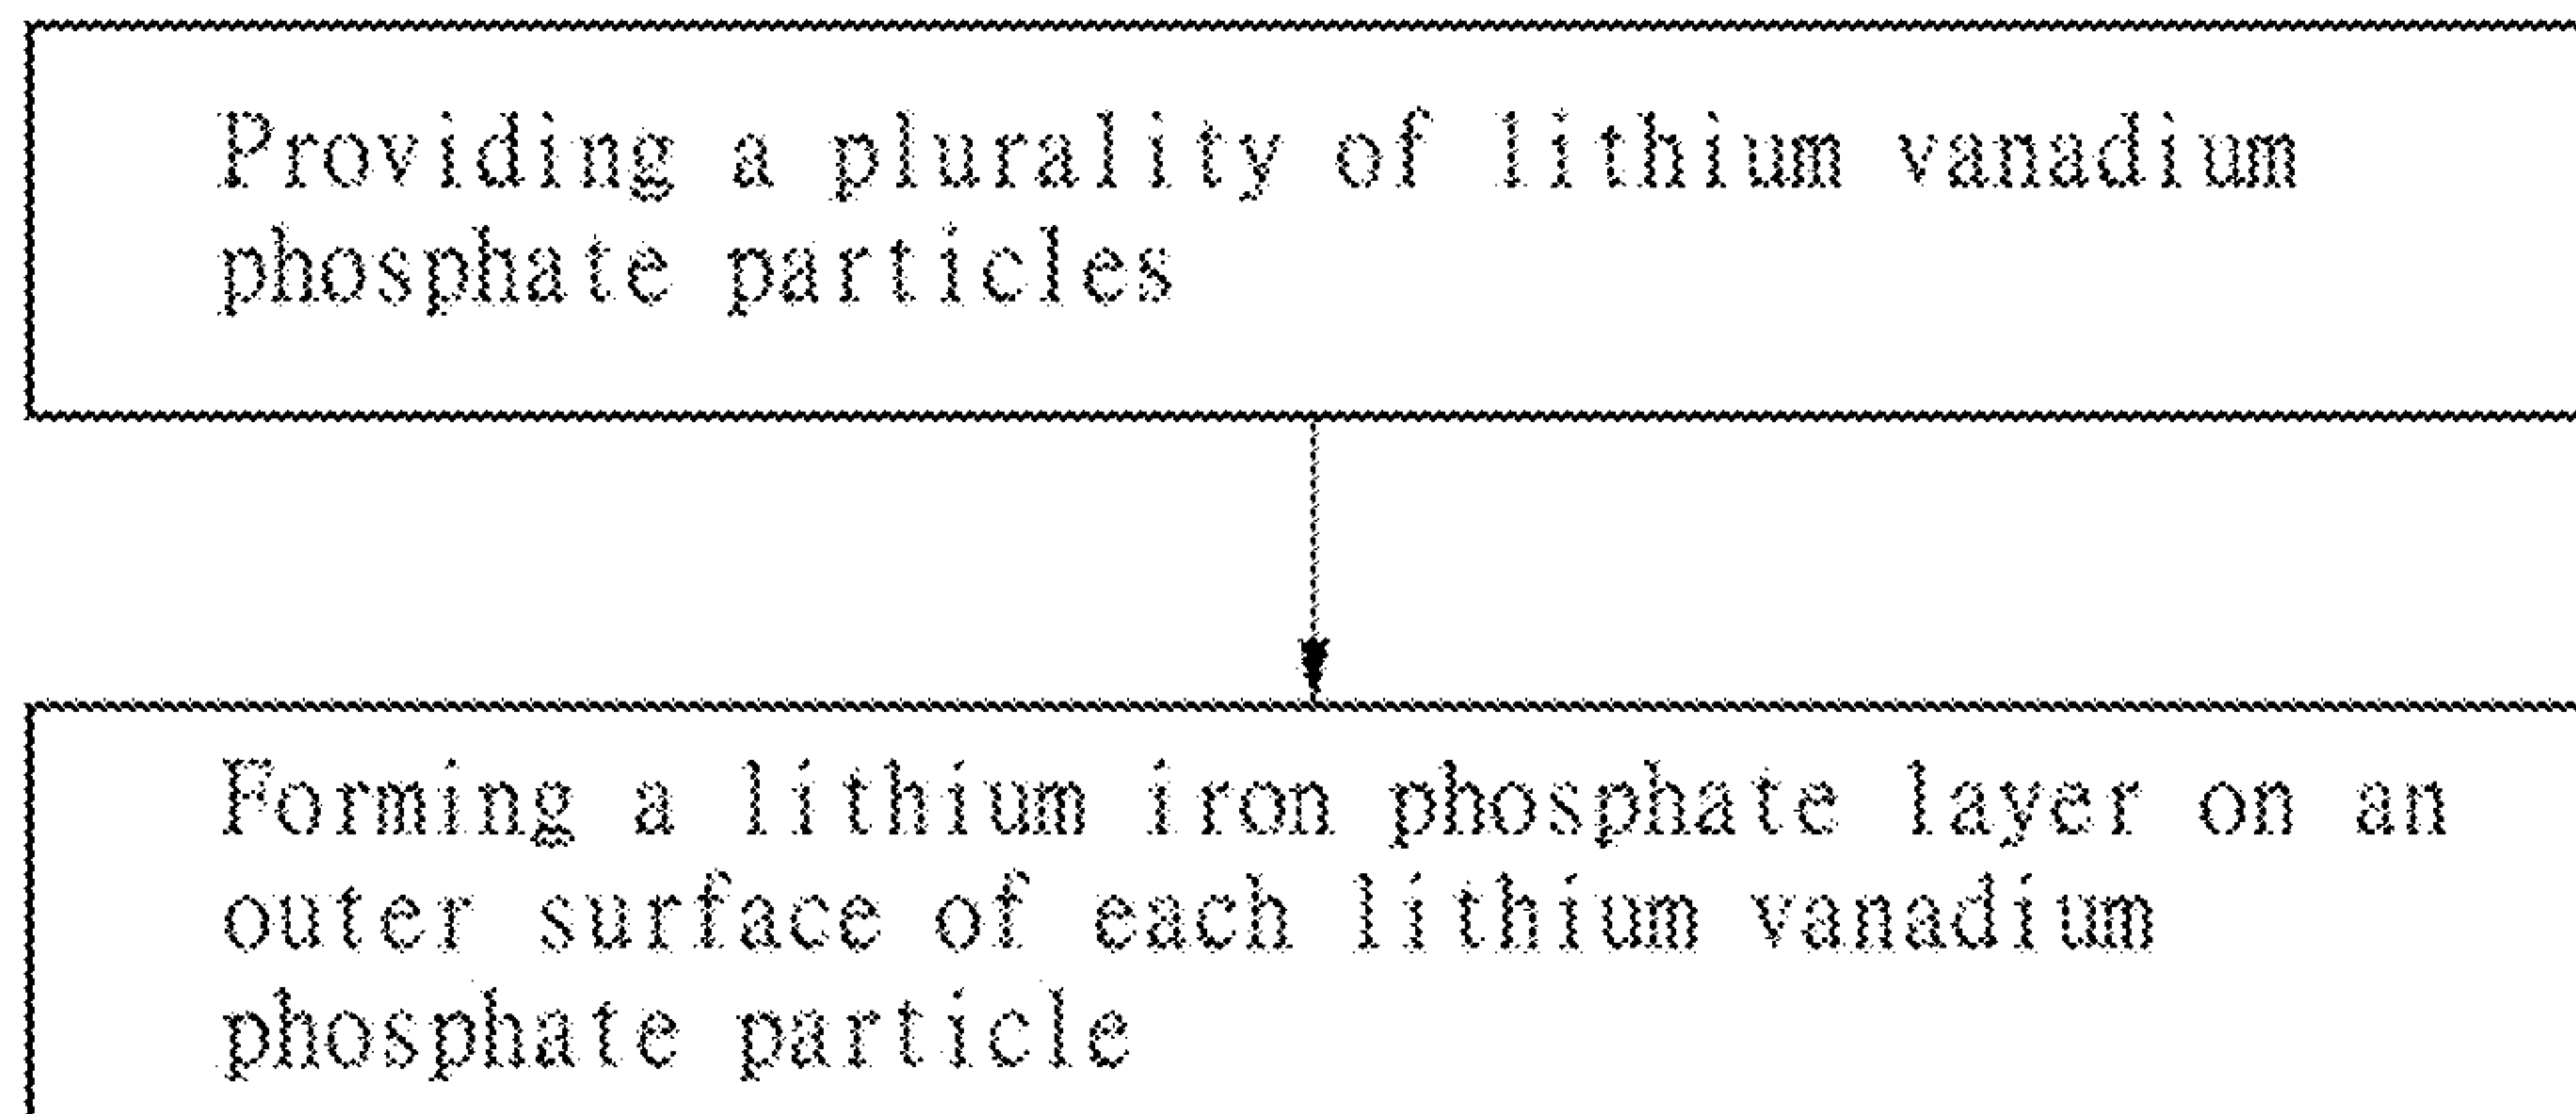 Providing a plurality of lithium vanadium
phosphate particles
Forming a lithium iron phosphate layer on an
outer surface of each lithium vanadium
phosphate particle